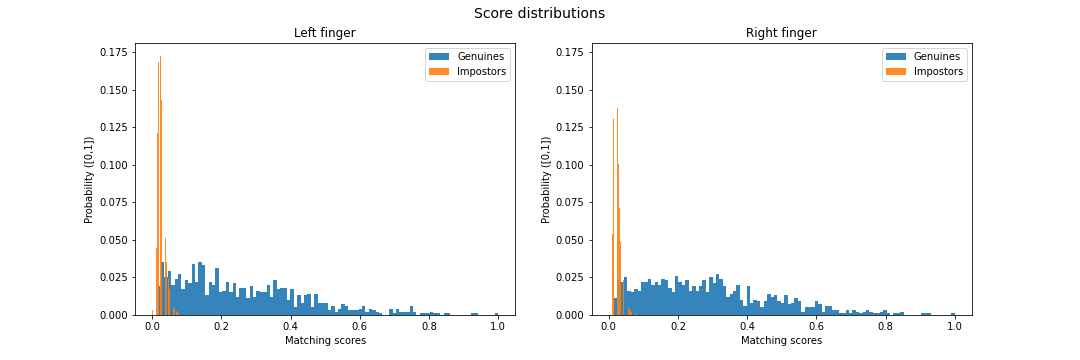 Score distributions
Left finger
Right finger
0.175
0.150
0.125
0.100
0.075
0.050
0.025
0.000
Probability ([0,1])
Genuines
Impostors
0.0 0.2 0.4 0.6 0.8 1.0
Matching scores
0.175
0.150
0.125
0.100
0.075
0.050
0.025
0.000
Probability ([0,1])
Genuines
Impostors
0.0 0.2 0.4 0.6 0.8 1.0
Matching scores